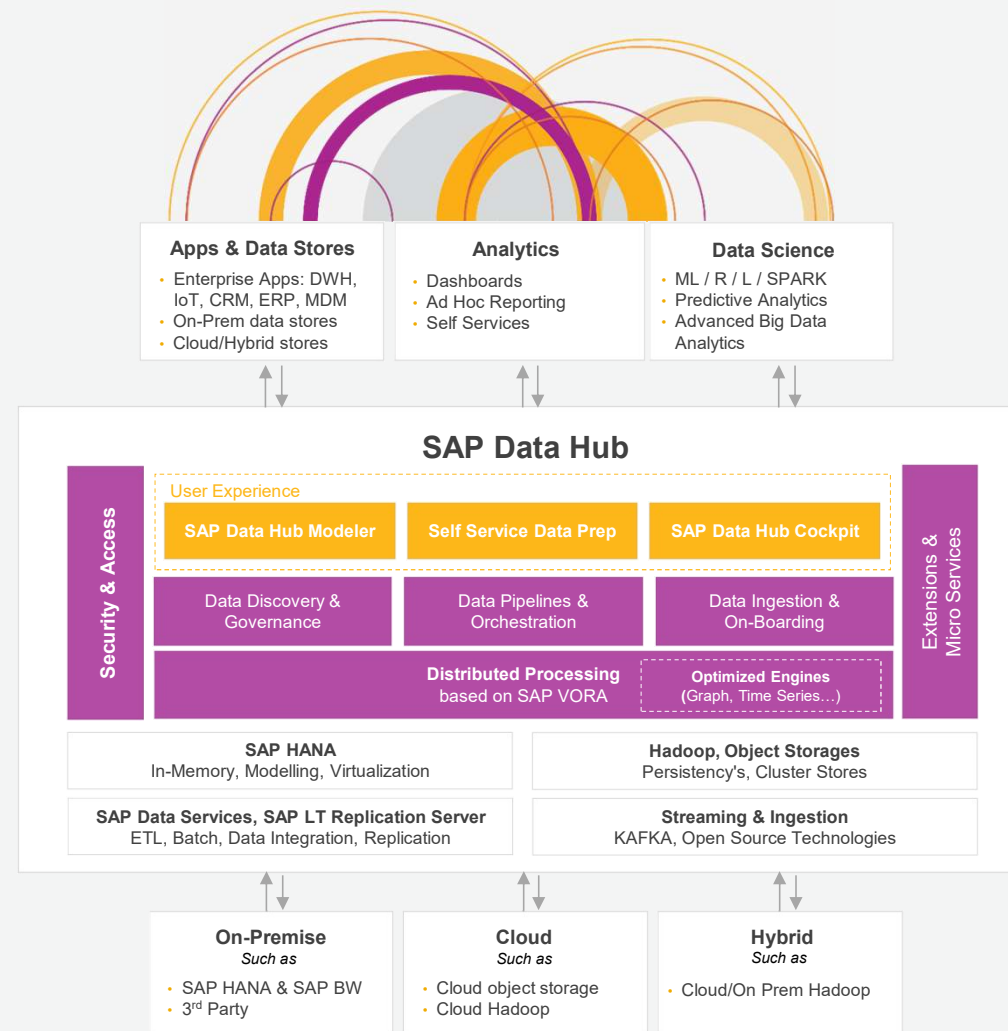 Apps & Data Stores
• Enterprise Apps: DWH,
IoT, CRM, ERP, MDM
• On-Prem data stores
• Cloud/Hybrid stores
Analytics
• Dashboards
• Ad Hoc Reporting
• Self Services
Data Science
• ML / R / L / SPARK
• Predictive Analytics
• Advanced Big Data
Analytics
SAP Data Hub
Security & Access
User Experience
SAP Data Hub Modeler
Self Service Data Prep
SAP Data Hub Cockpit
Data Discovery &
Governance
Data Pipelines &
Orchestration
Data Ingestion &
On-Boarding
Distributed Processing
based on SAP VORA
Optimized Engines
(Graph, Time Series…)
Extensions &
Micro Services
SAP HANA
In-Memory, Modelling, Virtualization
Hadoop, Object Storages
Persistency's, Cluster Stores
SAP Data Services, SAP LT Replication Server
ETL, Batch, Data Integration, Replication
Streaming & Ingestion
KAFKA, Open Source Technologies
On-Premise
Such as
• SAP HANA & SAP BW
• 3rd Party
Cloud
Such as
• Cloud object storage
• Cloud Hadoop
Hybrid
Such as
• Cloud/On Prem Hadoop